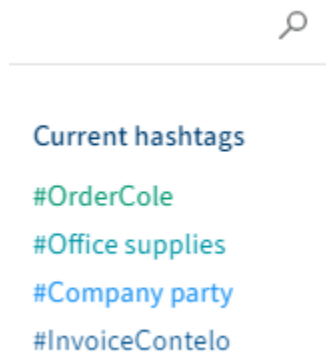 Current hashtags
#OrderCole
#Office supplies
#Company party
#InvoiceContelo